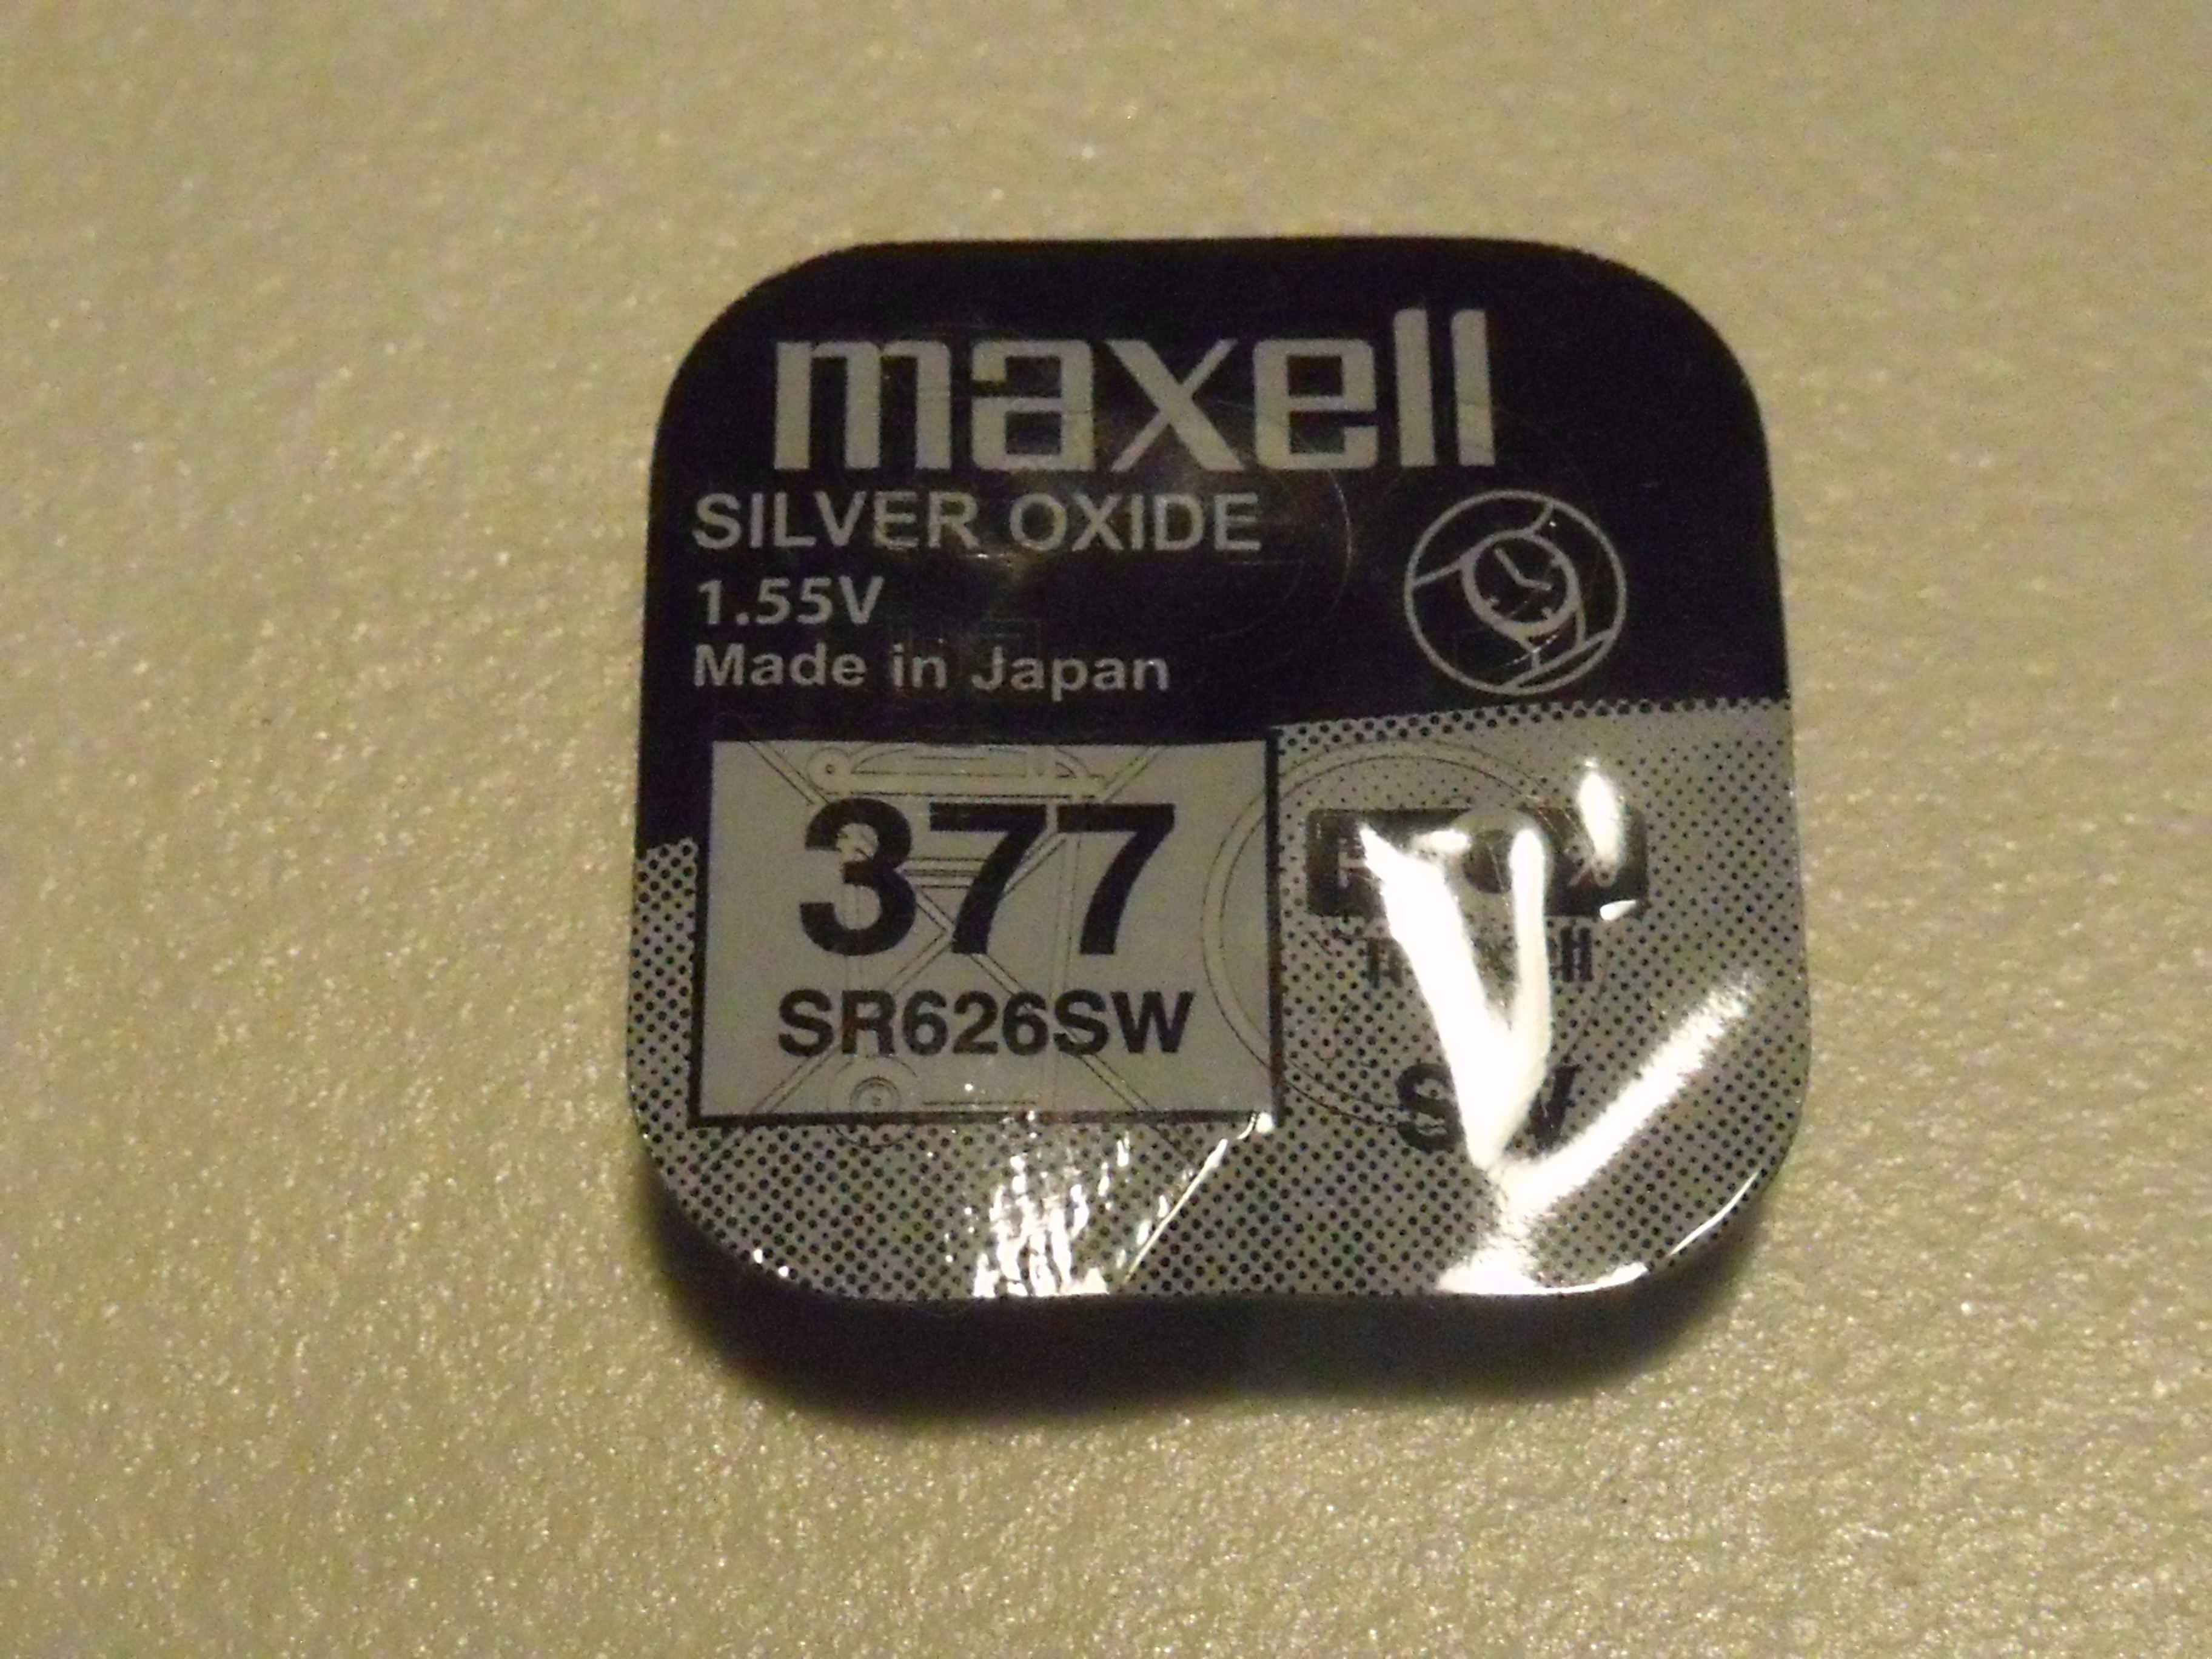 maxell
SILVER OXIDE
1.55V
Made in Japan
377
SR626SW